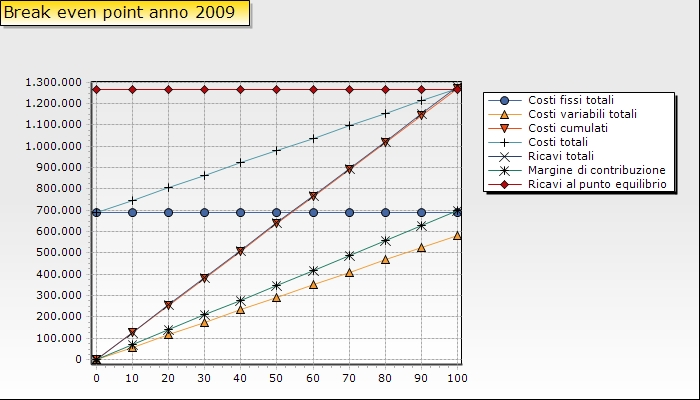 Break even point anno 2009
1.300.000
1.200.000
1.100.000
1.000.000
900.000
800.000
700.000
600.000
500.000
400.000
300.000
200.000
100.000
0
0 10 20 30 40 50 60 70 80 90 100
Costi fissi totali
Costi variabili totali
Costi cumulati
Costi totali
Ricavi totali
Margine di contribuzione
Ricavi al punto equilibrio